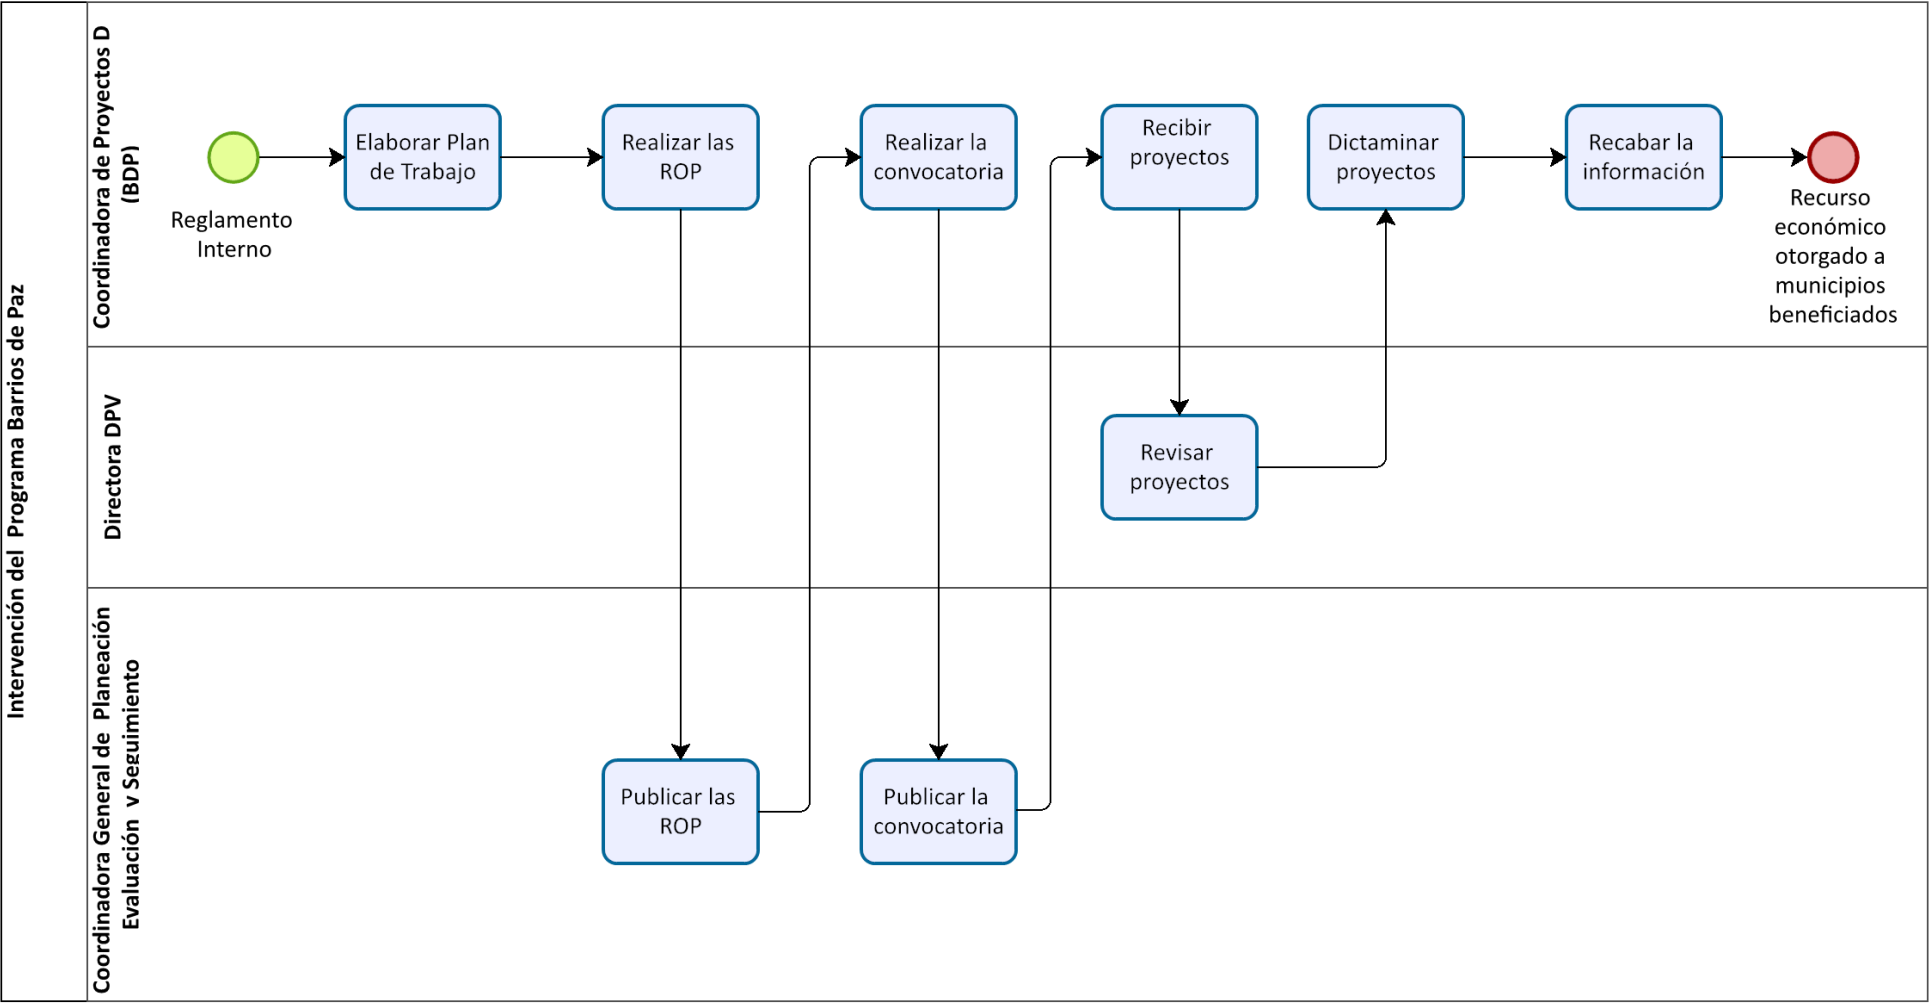 Intervención del Programa Barrios de Paz
Coordinadora de Proyectos D
(BDP)
Reglamento
Interno
Elaborar Plan
de Trabajo
Realizar las
ROP
Realizar la
convocatoria
Recibir
proyectos
Dictaminar
proyectos
Recabar la
información
Recurso
económico
otorgado a
municipios
beneficiados
Directora DPV
Revisar
proyectos
Coordinadora General de Planeación
Evaluación y Seguimiento
Publicar las
ROP
Publicar la
convocatoria